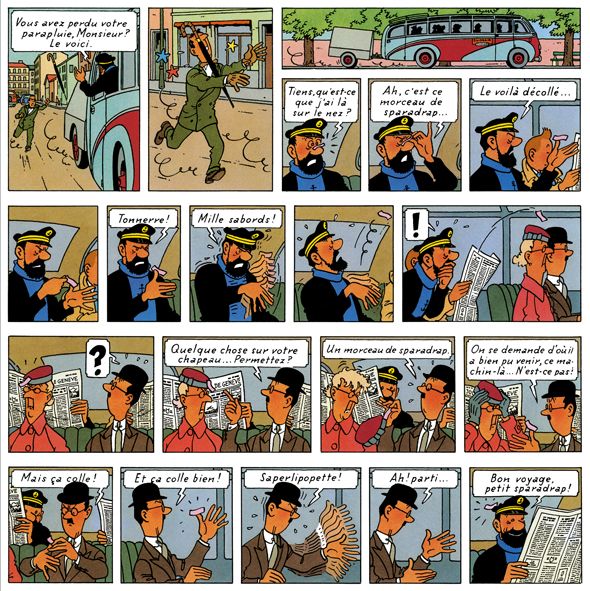 Vous avez perdu votre
parapluie, Monsieur?
Le voici.
Tiens, qu'est-ce
que j'ai là
sur le nez?
Ah, c'est ce
morceau de
sparadrap...
Le voilà décollé...
Tonnerre!
Mille sabords!
!
?
E GENÈVE
Quelque chose sur votre
chapeau... Permettez?
DE GENÈVE
Un morceau de sparadrap.
On se demande d'où il
a bien pu venir, ce ma-
chin-là... N'est-ce pas!
Mais ça colle!
Et ça colle bien!
Saperlipopette!
Ah! parti...
Bon voyage,
petit sparadrap!